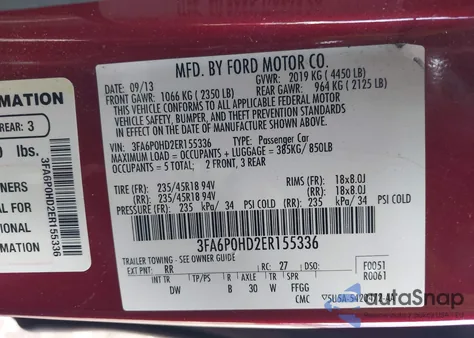 RMATION
REAR: 3
lbs.
3FA6P0HD2ER155336
MFD. BY FORD MOTOR CO.
DATE: 09/13 GVWR: 2019 KG ( 4450 LB)
FRONT GAWR: 1066 KG ( 2350 LB) REAR GAWR: 964 KG ( 2125 LB)
THIS VEHICLE CONFORMS TO ALL APPLICABLE FEDERAL MOTOR
VEHICLE SAFETY, BUMPER, AND THEFT PREVENTION STANDARDS
IN EFFECT ON THE DATE OF MANUFACTURE SHOWN ABOVE.
VIN: 3FA6P0HD2ER155336 TYPE: Passenger Car
MAXIMUM LOAD = OCCUPANTS + LUGGAGE = 385KG/ 850LB
OCCUPANTS = 5 TOTAL: 2 FRONT, 3 REAR
TIRE (FR): 235/45R18 94V RIMS (FR): 18x8.0J
TIRE (RR): 235/45R18 94V RIMS (RR): 18x8.0J
PRESSURE (FR): 235 kPa/ 34 PRESSURE (RR): 235 kPa/ 34 PSI COLD
PSI COLD
3FA6P0HD2ER155336
TRAILER TOWING - SEE OWNER GUIDE
EXT PNT: RR RC: 27 DSO: F0051
R0061
INT TR TP/PS R AXLE TR SPR
DW B 30 W FFGG
CMC
autoSnap